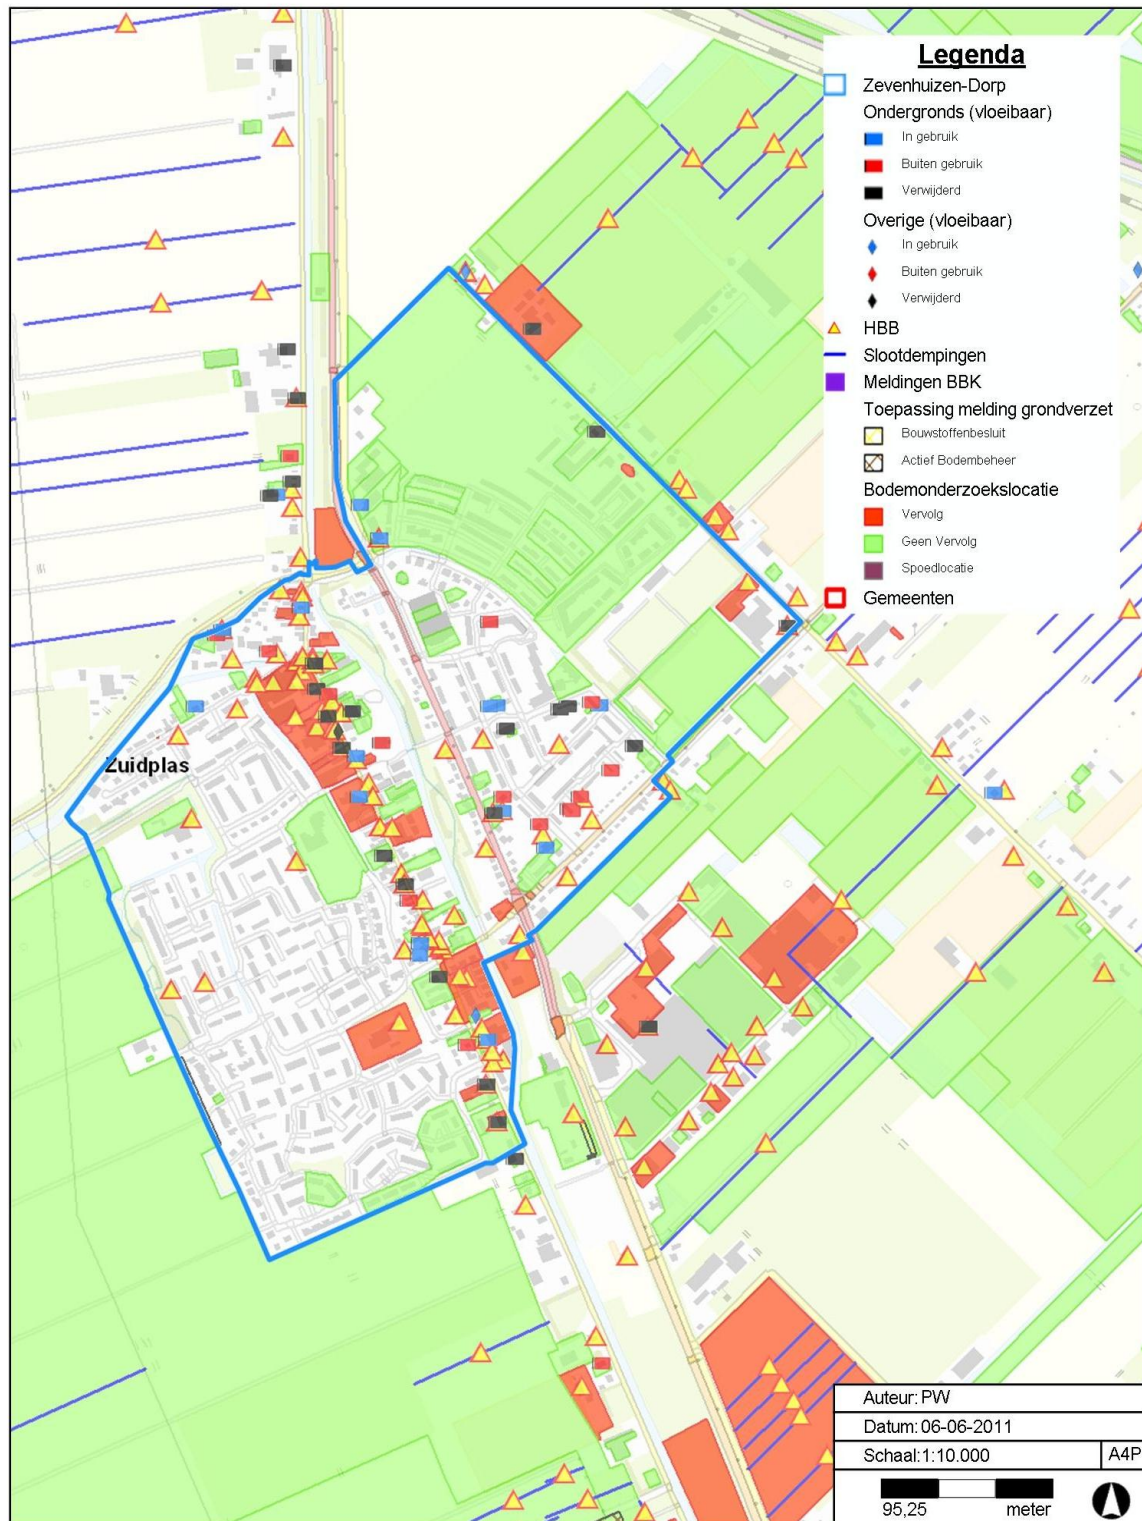 Legenda
Zevenhuizen-Dorp
Ondergronds (vloeibaar)
In gebruik
Buiten gebruik
Verwijderd
Overige (vloeibaar)
In gebruik
Buiten gebruik
Verwijderd
HBB
Slootdempingen
Meldingen BBK
Toepassing melding grondverzet
Bouwstoffenbesluit
Actief Bodembeheer
Bodemonderzoekslocatie
Vervolg
Geen Vervolg
Spoedlocatie
Gemeenten
Zuidplas
Auteur: PW
Datum: 06-06-2011
Schaal:1:10.000 A4P
95,25 meter